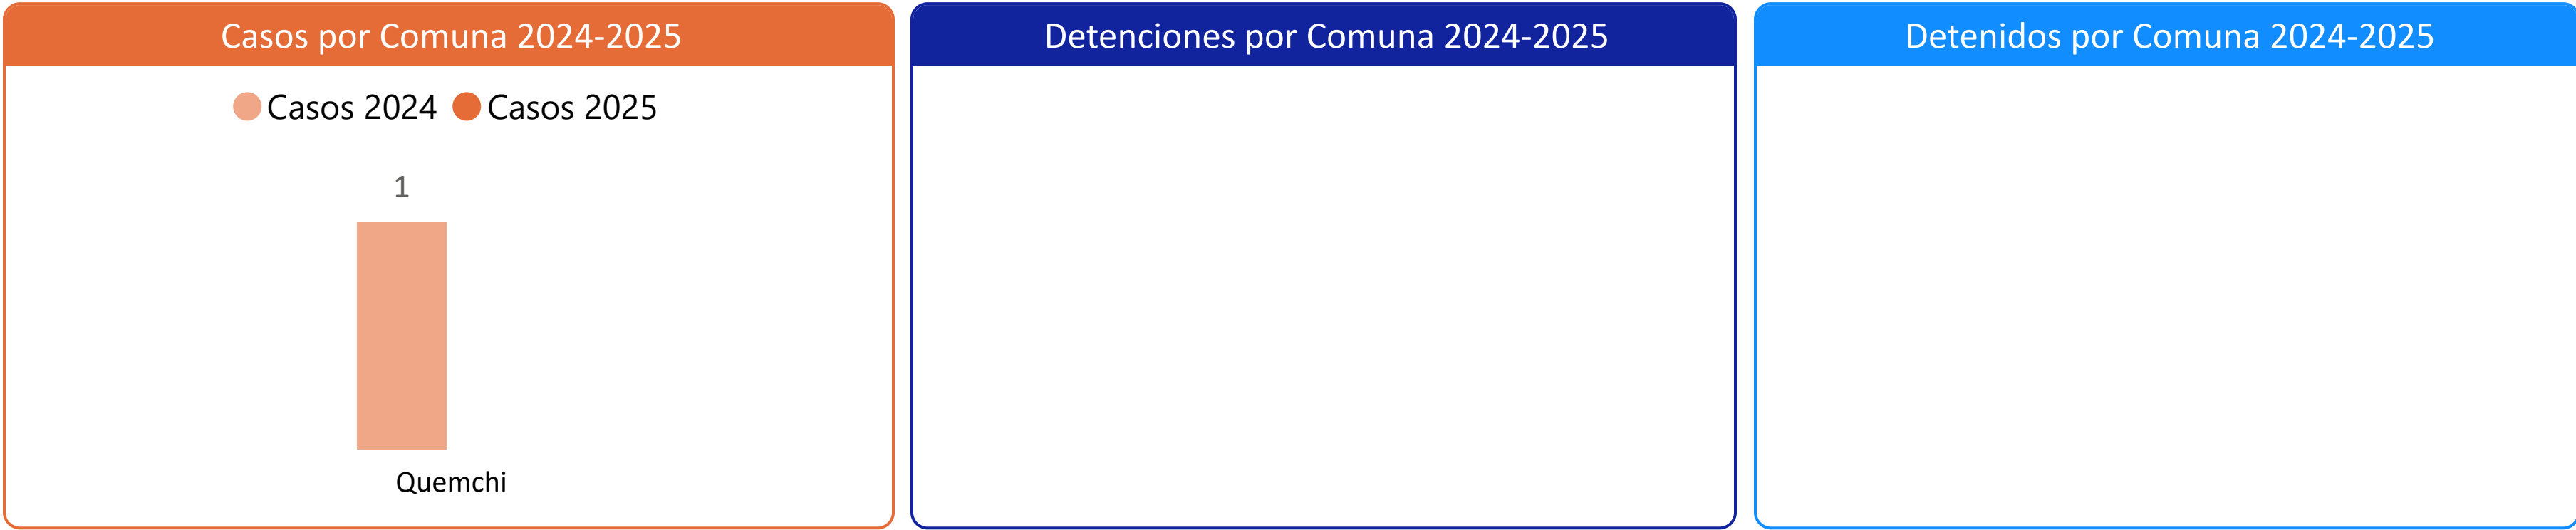 Casos por Comuna 2024-2025
Casos 2024 Casos 2025
1
Quemchi
Detenciones por Comuna 2024-2025
Detenidos por Comuna 2024-2025